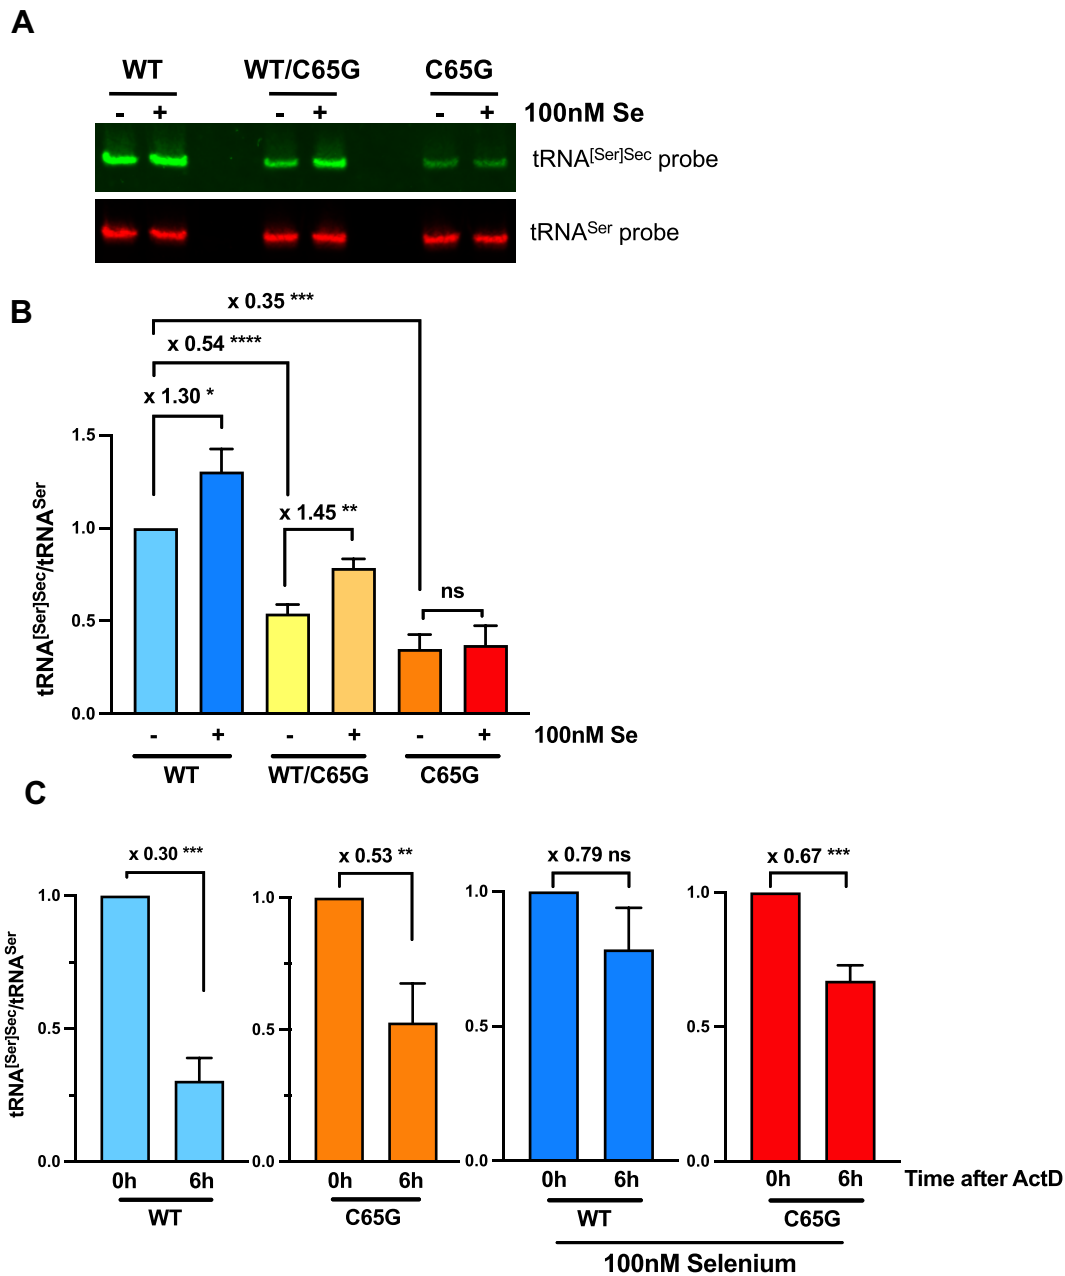 A
WT WT/C65G C65G
- + - + - + 100nM Se
tRNA[Ser]Sec probe
tRNASer probe
B
x 0.35 ***
x 0.54 ****
x 1.30 *
1.5
x 1.45 **
1.0
ns
0.5
0.0
tRNA[Ser]Sec/tRNASer
- + - + - + 100nM Se
WT WT/C65G C65G
C
x 0.30 *** x 0.53 ** x 0.79 ns x 0.67 ***
1.0 1.0 1.0 1.0
0.5 0.5 0.5 0.5
0.0 0.0 0.0 0.0
tRNA[Ser]Sec/tRNASer
0h 6h 0h 6h 0h 6h 0h 6h Time after ActD
WT C65G WT C65G
100nM Selenium